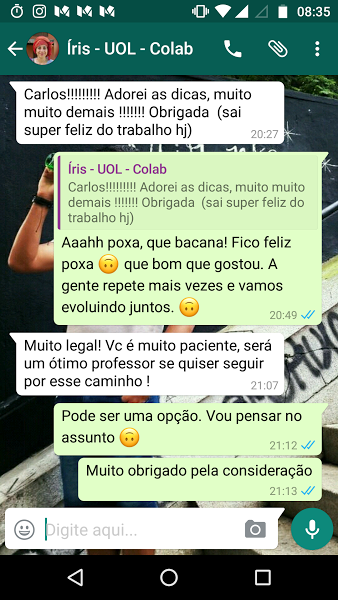 08:35
Íris - UOL - Colab
Carlos!!!!!!!!! Adorei as dicas, muito
muito demais !!!!!!! Obrigada  (sai
super feliz do trabalho hj)
20:27
Íris - UOL - Colab
Carlos!!!!!!!!! Adorei as dicas, muito muito
demais !!!!!!! Obrigada  (sai super feliz do
trabalho hj)
Aaahh poxa, que bacana! Fico feliz
poxa 🙃 que bom que gostou. A
gente repete mais vezes e vamos
evoluindo juntos. 🙃
20:49
Muito legal! Vc é muito paciente, será
um ótimo professor se quiser seguir
por esse caminho !
21:07
Pode ser uma opção. Vou pensar no
assunto 🙃
21:12
Muito obrigado pela consideração
21:13
Digite aqui...